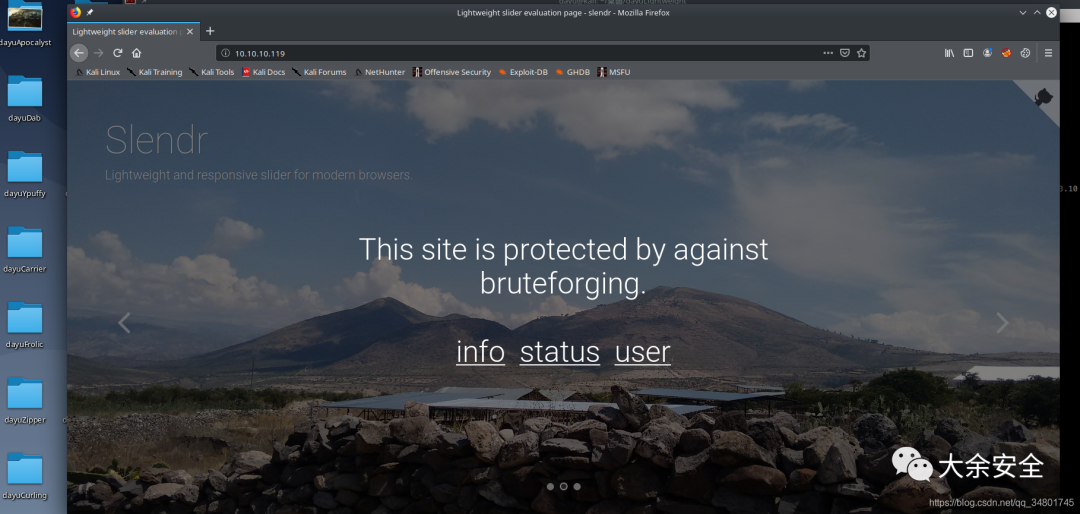 Lightweight slider evaluation page - slendr - Mozilla Firefox
Lightweight slider evaluation p
10.10.10.119
Kali Linux Kali Training Kali Tools Kali Docs Kali Forums NetHunter Offensive Security Exploit-DB GHDB MSFU
dayuApocalyst
dayuDab
dayuYpuffy
dayuCarrier
dayuFrolic
dayuZipper
dayuCurling
Slendr
Lightweight and responsive slider for modern browsers.
This site is protected by against
bruteforging.
info status user
大余安全
https://blog.csdn.net/qq_34801745